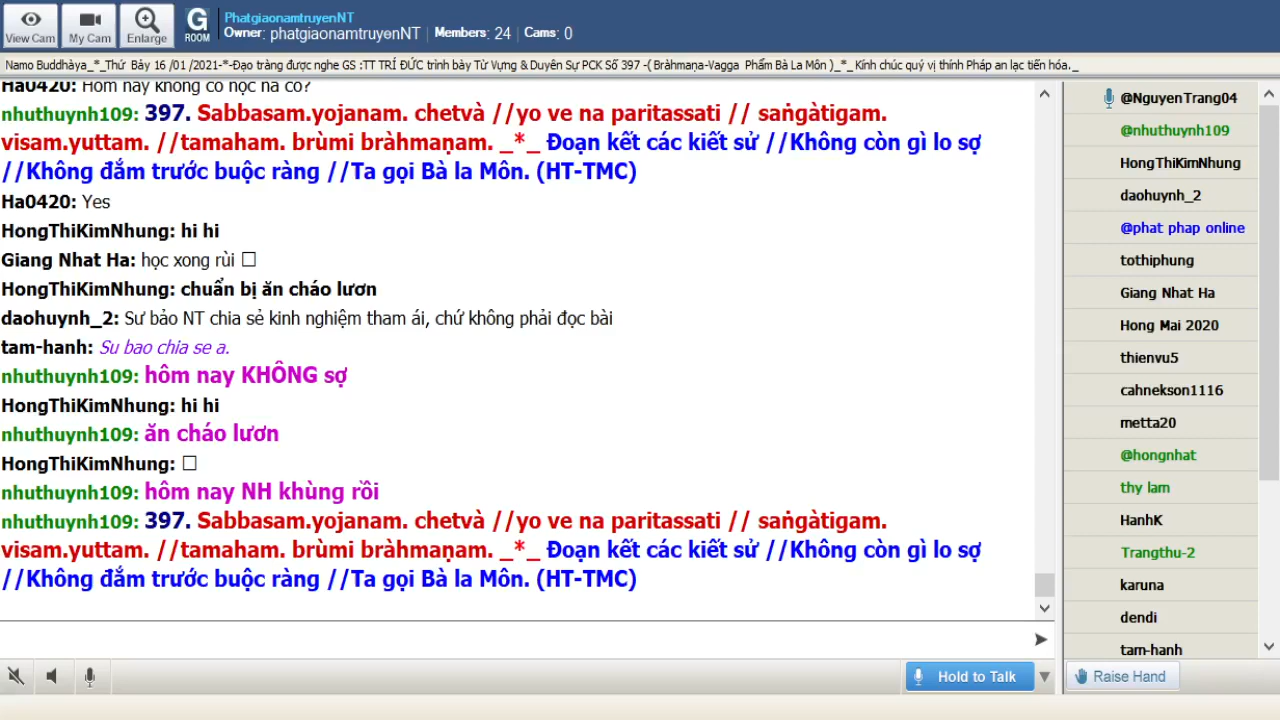 View Cam
My Cam
Enlarge
G
ROOM
PhatgiaonamtruyenNT
Owner: phatgiaonamtruyenNT | Members: 24 | Cams: 0
Namo Buddhàya_*_Thứ Bảy 16 /01 /2021-*-Đạo tràng được nghe GS :TT TRÍ ĐỨC trình bày Từ Vựng & Duyên Sự PCK Số 397 -( Bràhmaṇa-Vagga Phẩm Bà La Môn )_*_ Kính chúc quý vị thính Pháp an lạc tiến hóa._
Ha0420: Hôm nay không có học hả cô?
nhuthuynh109: 397. Sabbasam.yojanam. chetvà //yo ve na paritassati // saṅgàtigam.
visam.yuttam. //tamaham. brùmi bràhmaṇam. _*_ Đoạn kết các kiết sử //Không còn gì lo sợ
//Không đắm trước buộc ràng //Ta gọi Bà la Môn. (HT-TMC)
Ha0420: Yes
HongThiKimNhung: hi hi
Giang Nhat Ha: học xong rùi □
HongThiKimNhung: chuẩn bị ăn cháo lươn
daohuynh_2: Sư bảo NT chia sẻ kinh nghiệm tham ái, chứ không phải đọc bài
tam-hanh: Su bao chia se a.
nhuthuynh109: hôm nay KHÔNG sợ
HongThiKimNhung: hi hi
nhuthuynh109: ăn cháo lươn
HongThiKimNhung: □
nhuthuynh109: hôm nay NH khùng rồi
nhuthuynh109: 397. Sabbasam.yojanam. chetvà //yo ve na paritassati // saṅgàtigam.
visam.yuttam. //tamaham. brùmi bràhmaṇam. _*_ Đoạn kết các kiết sử //Không còn gì lo sợ
//Không đắm trước buộc ràng //Ta gọi Bà la Môn. (HT-TMC)
Hold to Talk
@NguyenTrang04
@nhuthuynh109
HongThiKimNhung
daohuynh_2
@phat phap online
tothiphung
Giang Nhat Ha
Hong Mai 2020
thienvu5
cahnekson1116
metta20
@hongnhat
thy lam
HanhK
Trangthu-2
karuna
dendi
tam-hanh
Raise Hand